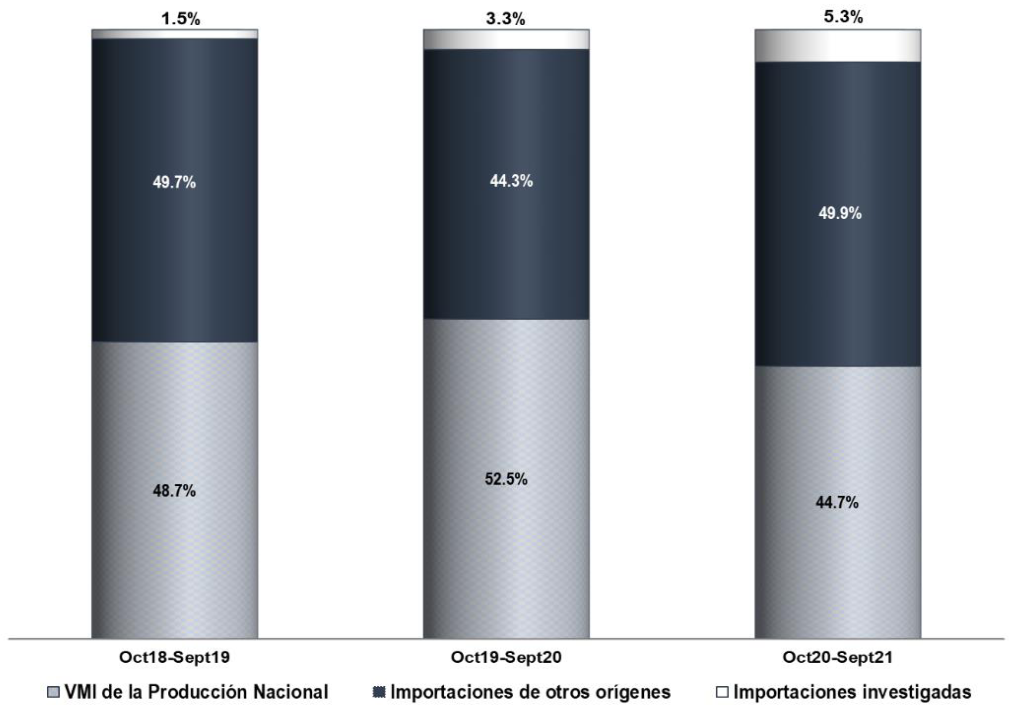 1.5% 3.3% 5.3%
49.7% 44.3% 49.9%
48.7% 52.5% 44.7%
Oct18-Sept19 Oct19-Sept20 Oct20-Sept21
VMI de la Producción Nacional Importaciones de otros orígenes Importaciones investigadas